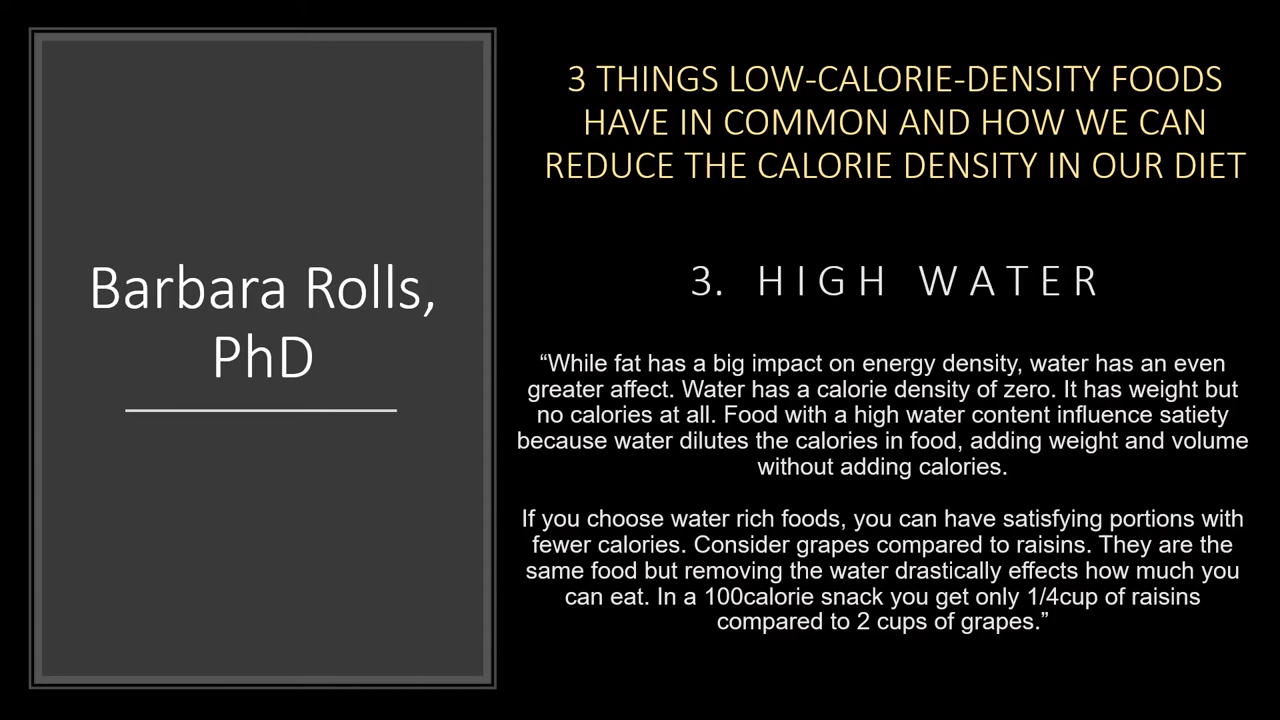 Barbara Rolls,
PhD
3 THINGS LOW-CALORIE-DENSITY FOODS
HAVE IN COMMON AND HOW WE CAN
REDUCE THE CALORIE DENSITY IN OUR DIET
3. HIGH WATER
“While fat has a big impact on energy density, water has an even
greater affect. Water has a calorie density of zero. It has weight but
no calories at all. Food with a high water content influence satiety
because water dilutes the calories in food, adding weight and volume
without adding calories.
If you choose water rich foods, you can have satisfying portions with
fewer calories. Consider grapes compared to raisins. They are the
same food but removing the water drastically effects how much you
can eat. In a 100calorie snack you get only 1/4cup of raisins
compared to 2 cups of grapes.”